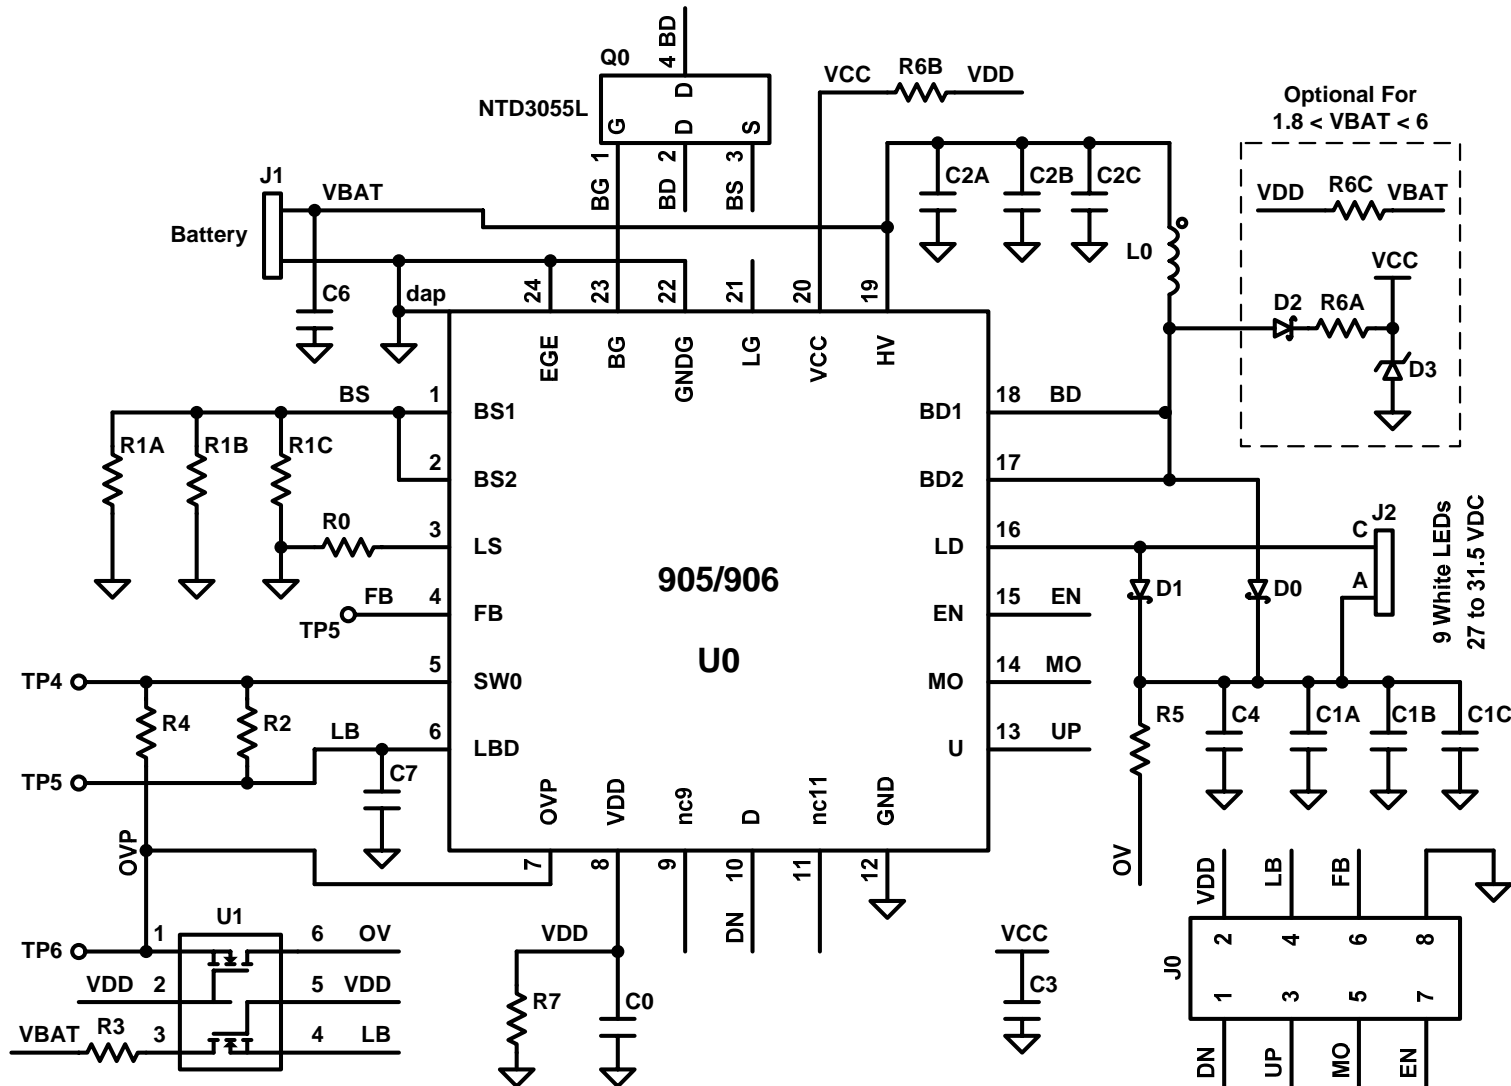 4 BD
Q0
NTD3055L
G D D S
1 2 3
BG BD BS
VCC R6B VDD
Optional For
1.8 < VBAT < 6
VDD R6C VBAT
VCC
D2 R6A
D3
J1
VBAT
Battery
C6
dap
C2A C2B C2C
L0
24 23 22 21 20 19
EGE BG GNDG LG VCC HV
BS 1 BS1
2 BS2
R1A R1B R1C
R0 3 LS
FB 4 FB
TP5
TP4 5 SW0
R4 R2
LB 6 LBD
TP5
C7
905/906
U0
BD1 18 BD
BD2 17
LD 16
EN 15 EN
MO 14 MO
U 13 UP
J2
C
A
9 White LEDs
27 to 31.5 VDC
D1 D0
R5 C4 C1A C1B C1C
OV
OVP VDD nc9 D nc11 GND
7 8 9 10 11 12
OVP
DN
U1
TP6 1 6 OV
VDD 2 5 VDD
VBAT R3 3 4 LB
VDD
R7 C0
VCC
C3
VDD LB FB
2 4 6 8
J0
1 3 5 7
DN UP MO EN